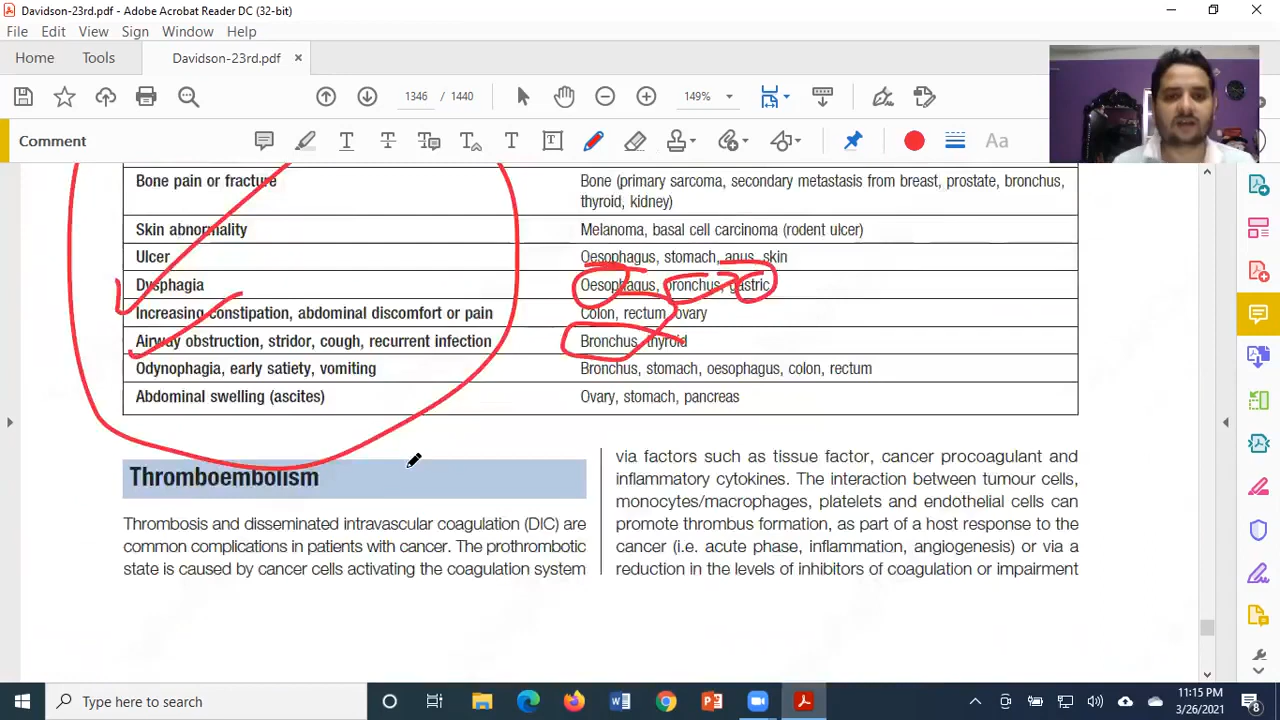 Davidson-23rd.pdf - Adobe Acrobat Reader DC (32-bit)
File Edit View Sign Window Help
Home Tools Davidson-23rd.pdf ×
1346 / 1440 149%
Comment
Aa
Bone pain or fracture
Bone (primary sarcoma, secondary metastasis from breast, prostate, bronchus,
thyroid, kidney)
Skin abnormality
Melanoma, basal cell carcinoma (rodent ulcer)
Ulcer
Oesophagus, stomach, anus, skin
Dysphagia
Oesophagus, bronchus, gastric
Increasing constipation, abdominal discomfort or pain
Colon, rectum, ovary
Airway obstruction, stridor, cough, recurrent infection
Bronchus, thyroid
Odynophagia, early satiety, vomiting
Bronchus, stomach, oesophagus, colon, rectum
Abdominal swelling (ascites)
Ovary, stomach, pancreas
Thromboembolism
Thrombosis and disseminated intravascular coagulation (DIC) are
common complications in patients with cancer. The prothrombotic
state is caused by cancer cells activating the coagulation system
via factors such as tissue factor, cancer procoagulant and
inflammatory cytokines. The interaction between tumour cells,
monocytes/macrophages, platelets and endothelial cells can
promote thrombus formation, as part of a host response to the
cancer (i.e. acute phase, inflammation, angiogenesis) or via a
reduction in the levels of inhibitors of coagulation or impairment
Type here to search
11:15 PM
3/26/2021
8